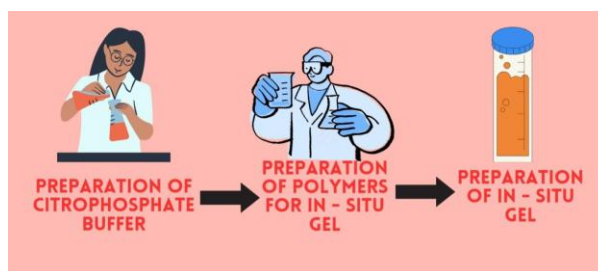 PREPARATION OF
CITROPHOSPHATE
BUFFER
PREPARATION
OF POLYMERS
FOR IN - SITU
GEL
PREPARATION
OF IN - SITU
GEL